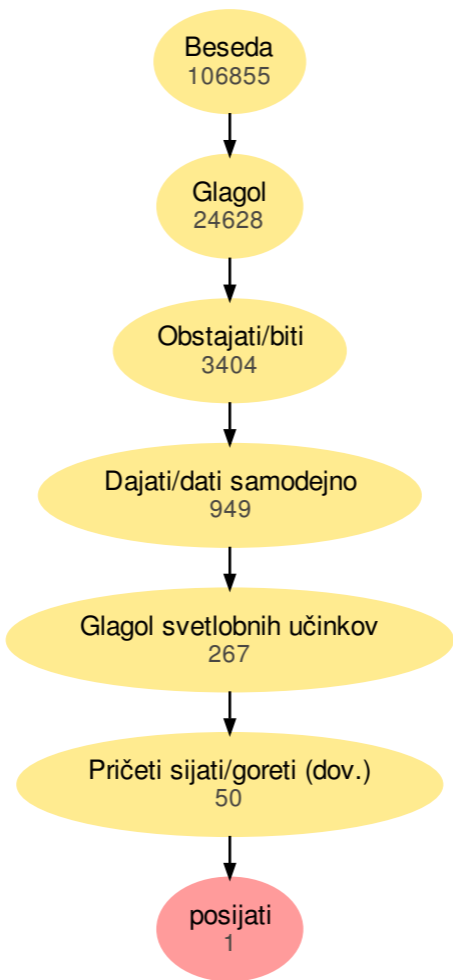 Beseda
106855
Glagol
24628
Obstajati/biti
3404
Dajati/dati samodejno
949
Glagol svetlobnih učinkov
267
Pričeti sijati/goreti (dov.)
50
posijati
1